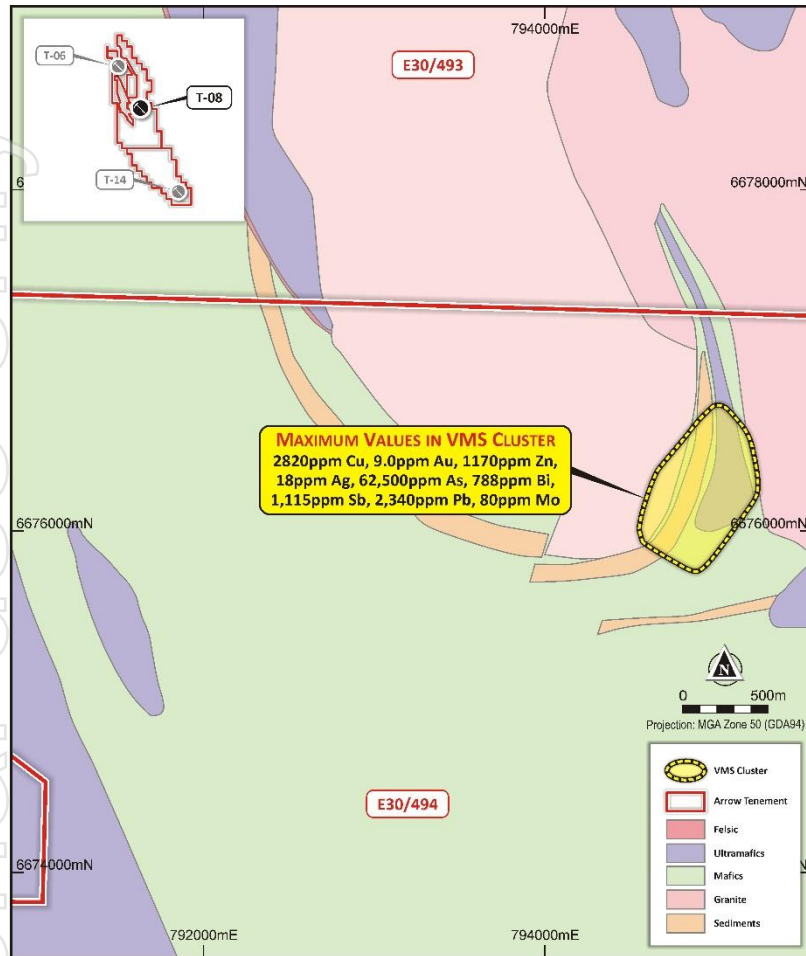 794000mE
E30/493
T-06
T-08
T-14
6
6678000mN
MAXIMUM VALUES IN VMS CLUSTER
2820ppm Cu, 9.0ppm Au, 1170ppm Zn,
18ppm Ag, 62,500ppm As, 788ppm Bi,
1,115ppm Sb, 2,340ppm Pb, 80ppm Mo
6676000mN
6676000mN
N
0 500m
Projection: MGA Zone 50 (GDA94)
VMS Cluster
Arrow Tenement
Felsic
Ultramafics
Mafics
Granite
Sediments
E30/494
6674000mN
792000mE
794000mE